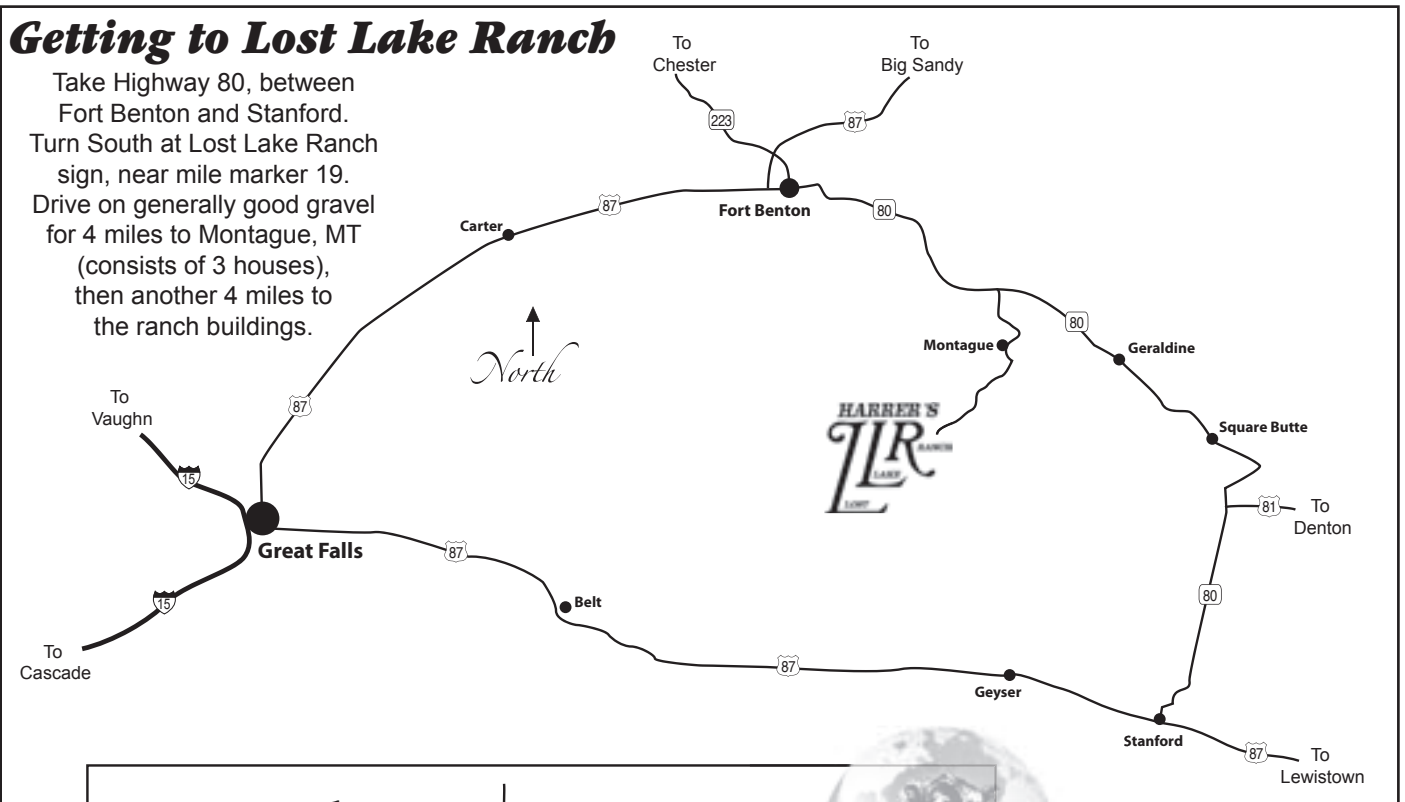 Getting to Lost Lake Ranch
Take Highway 80, between
Fort Benton and Stanford.
Turn South at Lost Lake Ranch
sign, near mile marker 19.
Drive on generally good gravel
for 4 miles to Montague, MT
(consists of 3 houses),
then another 4 miles to
the ranch buildings.
To
Chester
To
Big Sandy
223
87
87
Fort Benton
80
Carter
North
Montague
80
Geraldine
To
Vaughn
87
HARRER'S
LLR
RANCH
LAKE
LOST
Square Butte
15
81
To
Denton
Great Falls
87
15
Belt
80
To
Cascade
87
Geyser
Stanford
87
To
Lewistown